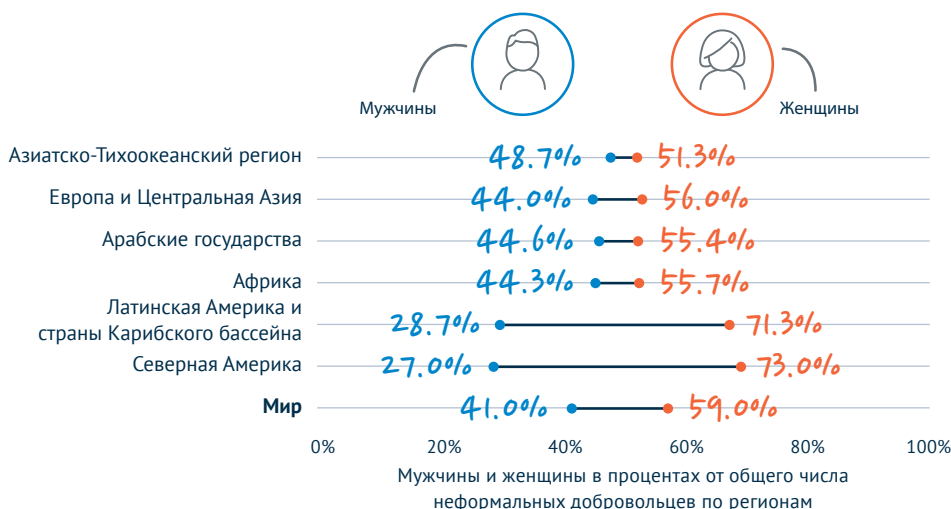 Мужчины
Женщины
Азиатско-Тихоокеанский регион 48.7% 51.3%
Европа и Центральная Азия 44.0% 56.0%
Арабские государства 44.6% 55.4%
Африка 44.3% 55.7%
Латинская Америка и
страны Карибского бассейна 28.7% 71.3%
Северная Америка 27.0% 73.0%
Мир 41.0% 59.0%
0% 20% 40% 60% 80% 100%
Мужчины и женщины в процентах от общего числа
неформальных добровольцев по регионам